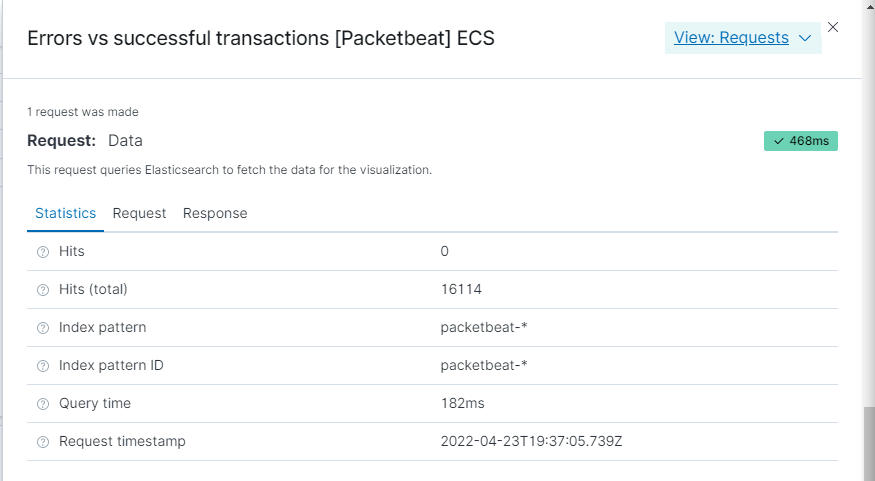 Errors vs successful transactions [Packetbeat] ECS
View: Requests
1 request was made
Request: Data
468ms
This request queries Elasticsearch to fetch the data for the visualization.
Statistics Request Response
Hits 0
Hits (total) 16114
Index pattern packetbeat-*
Index pattern ID packetbeat-*
Query time 182ms
Request timestamp 2022-04-23T19:37:05.739Z